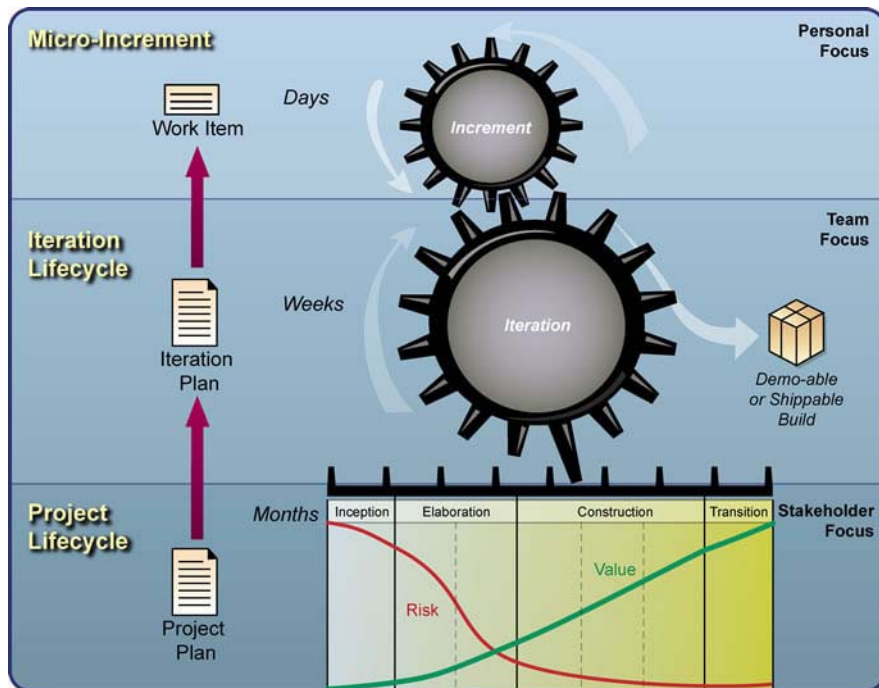 Micro-Increment
Personal
Focus
Days
Work Item
Increment
Iteration
Lifecycle
Team
Focus
Weeks
Iteration
Iteration
Plan
Demo-able
or Shippable
Build
Project
Lifecycle
Months
Inception
Elaboration
Construction
Transition
Stakeholder
Focus
Value
Risk
Project
Plan